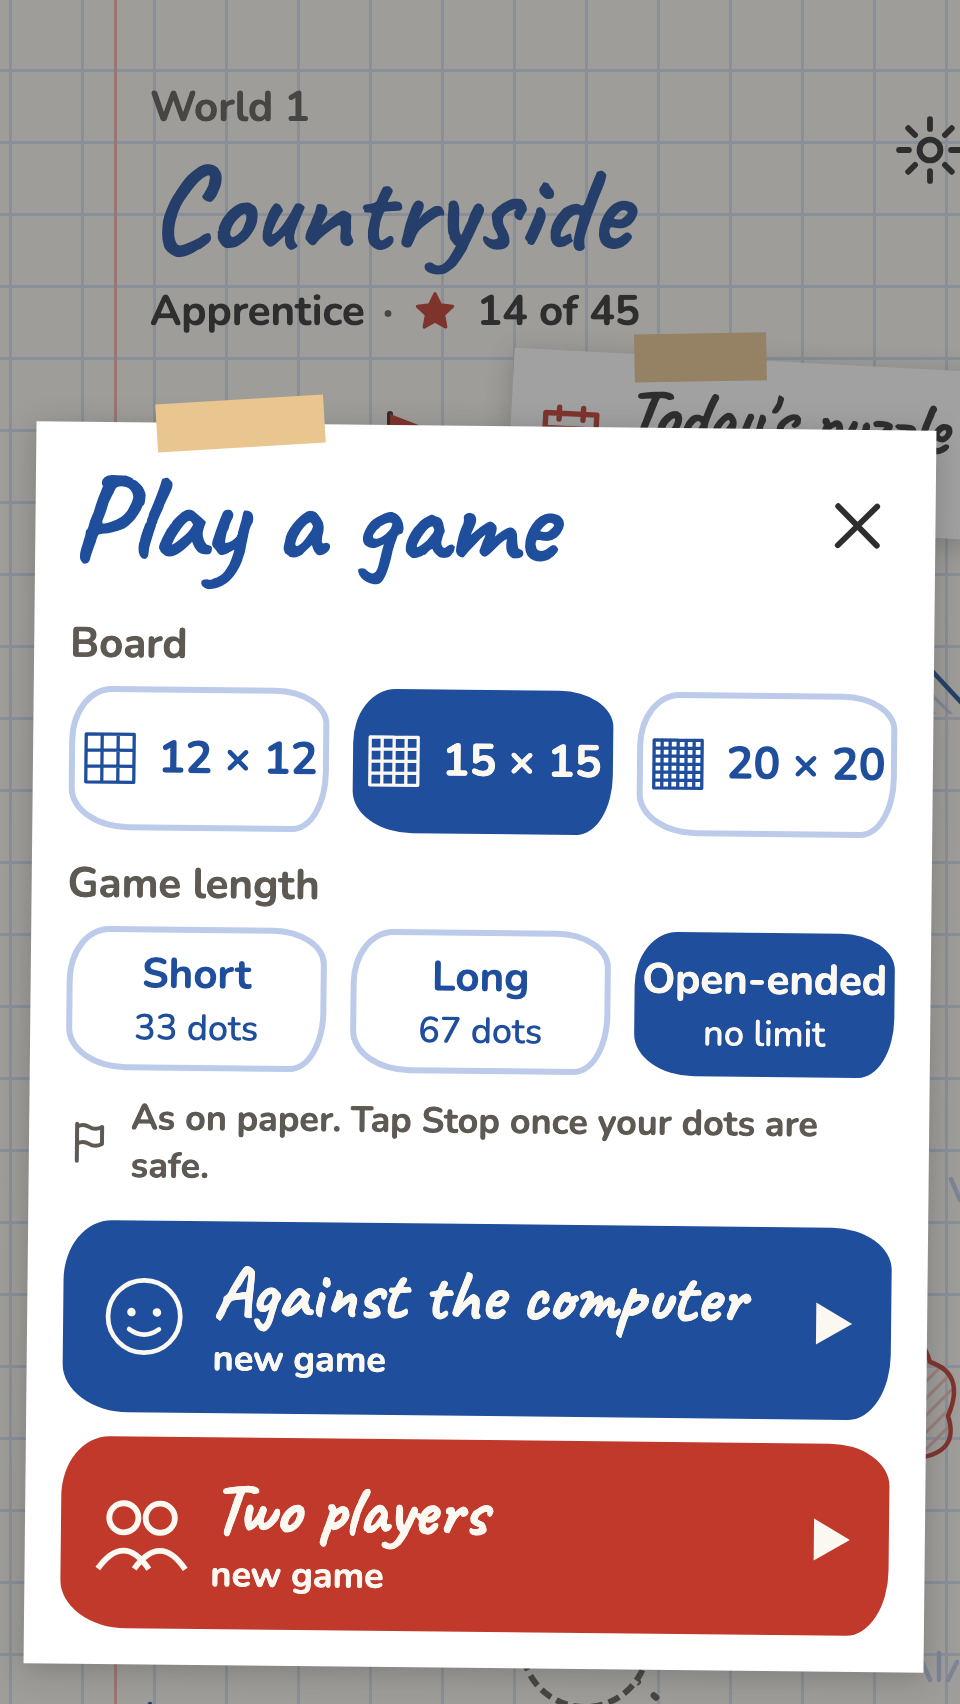 World 1
Countryside
Apprentice · 14 of 45
Today's puzzle
Play a game
Board
12 × 12
15 × 15
20 × 20
Game length
Short
33 dots
Long
67 dots
Open-ended
no limit
As on paper. Tap Stop once your dots are
safe.
Against the computer
new game
Two players
new game